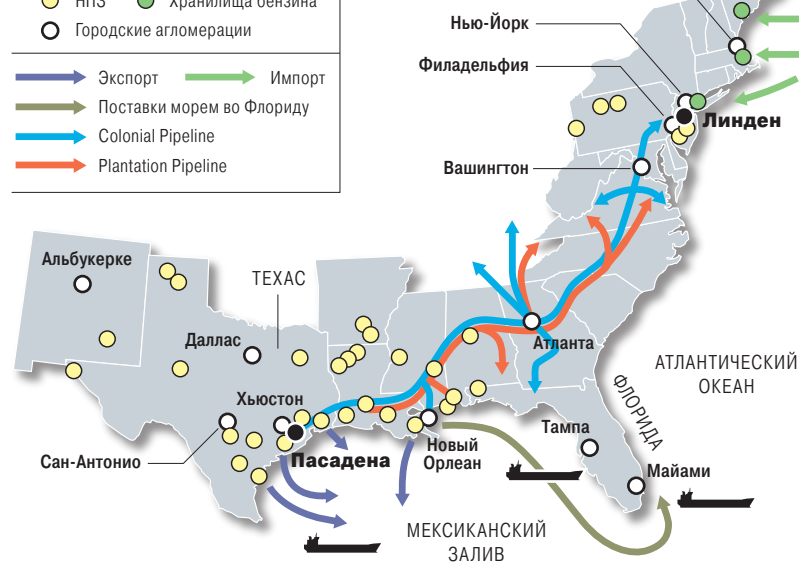 НПЗ
Хранилища бензина
Городские агломерации
Экспорт
Импорт
Поставки морем во Флориду
Colonial Pipeline
Plantation Pipeline
Нью-Йорк
Филадельфия
Линден
Вашингтон
Альбукерке
ТЕХАС
Даллас
Атланта
АТЛАНТИЧЕСКИЙ
ОКЕАН
Хьюстон
ФЛОРИДА
Тампа
Сан-Антонио
Пасадена
Новый
Орлеан
Майами
МЕКСИКАНСКИЙ
ЗАЛИВ